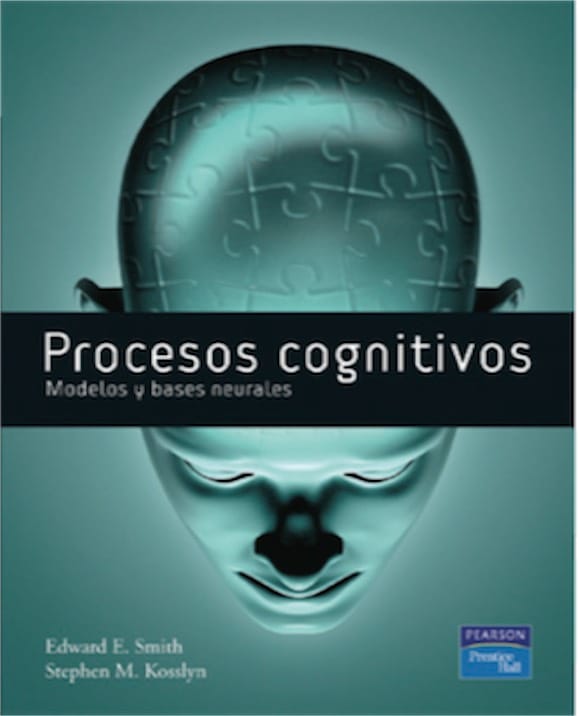 Procesos cognitivos
Modelos y bases neurales
Edward E. Smith
Stephen M. Kosslyn
PEARSON
Prentice
Hall